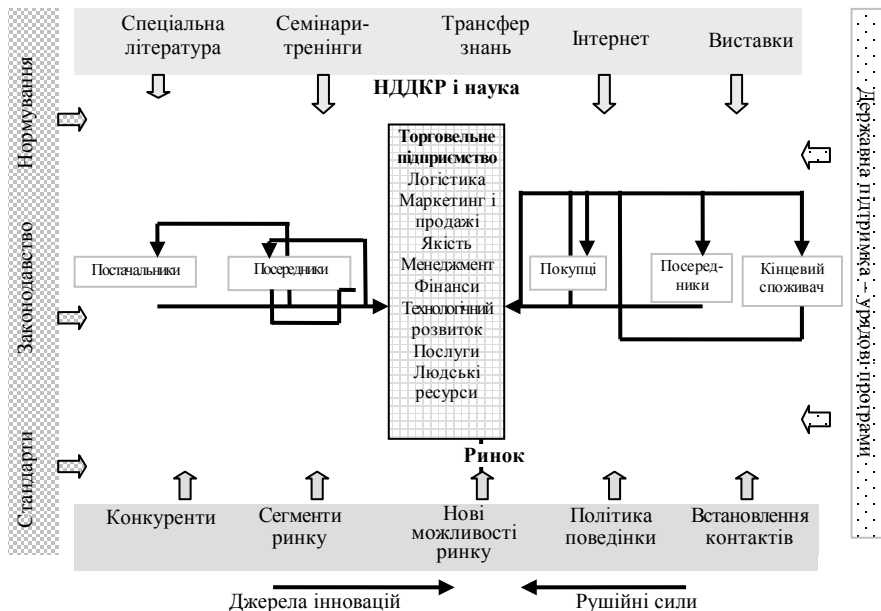 Спеціальна
література
Семінари-
тренінги
Трансфер
знань
Інтернет
Виставки
НДДКР і наука
Нормування
Законодавство
Стандарти
Торговельне
підприємство
Логістика
Маркетинг і
продажі
Якість
Менеджмент
Фінанси
Технологічний
розвиток
Послуги
Людські
ресурси
Постачальники
Посередники
Покупці
Посеред-
ники
Кінцевий
споживач
Державна підтримка – урядові програми
Ринок
Конкуренти
Сегменти
ринку
Нові
можливості
ринку
Політика
поведінки
Встановлення
контактів
Джерела інновацій
Рушійні сили